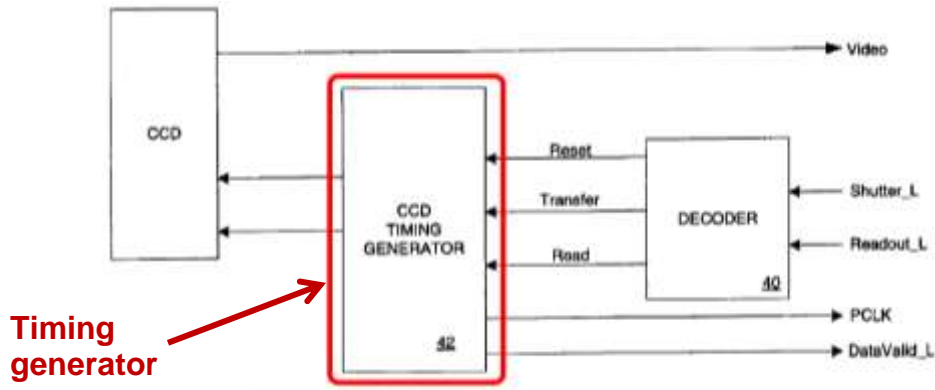 Video
CCD
Reset
Transfer
Read
CCD
TIMING
GENERATOR
42
DECODER
40
Shutter_L
Readout_L
PCLK
DataValid_L
Timing
generator